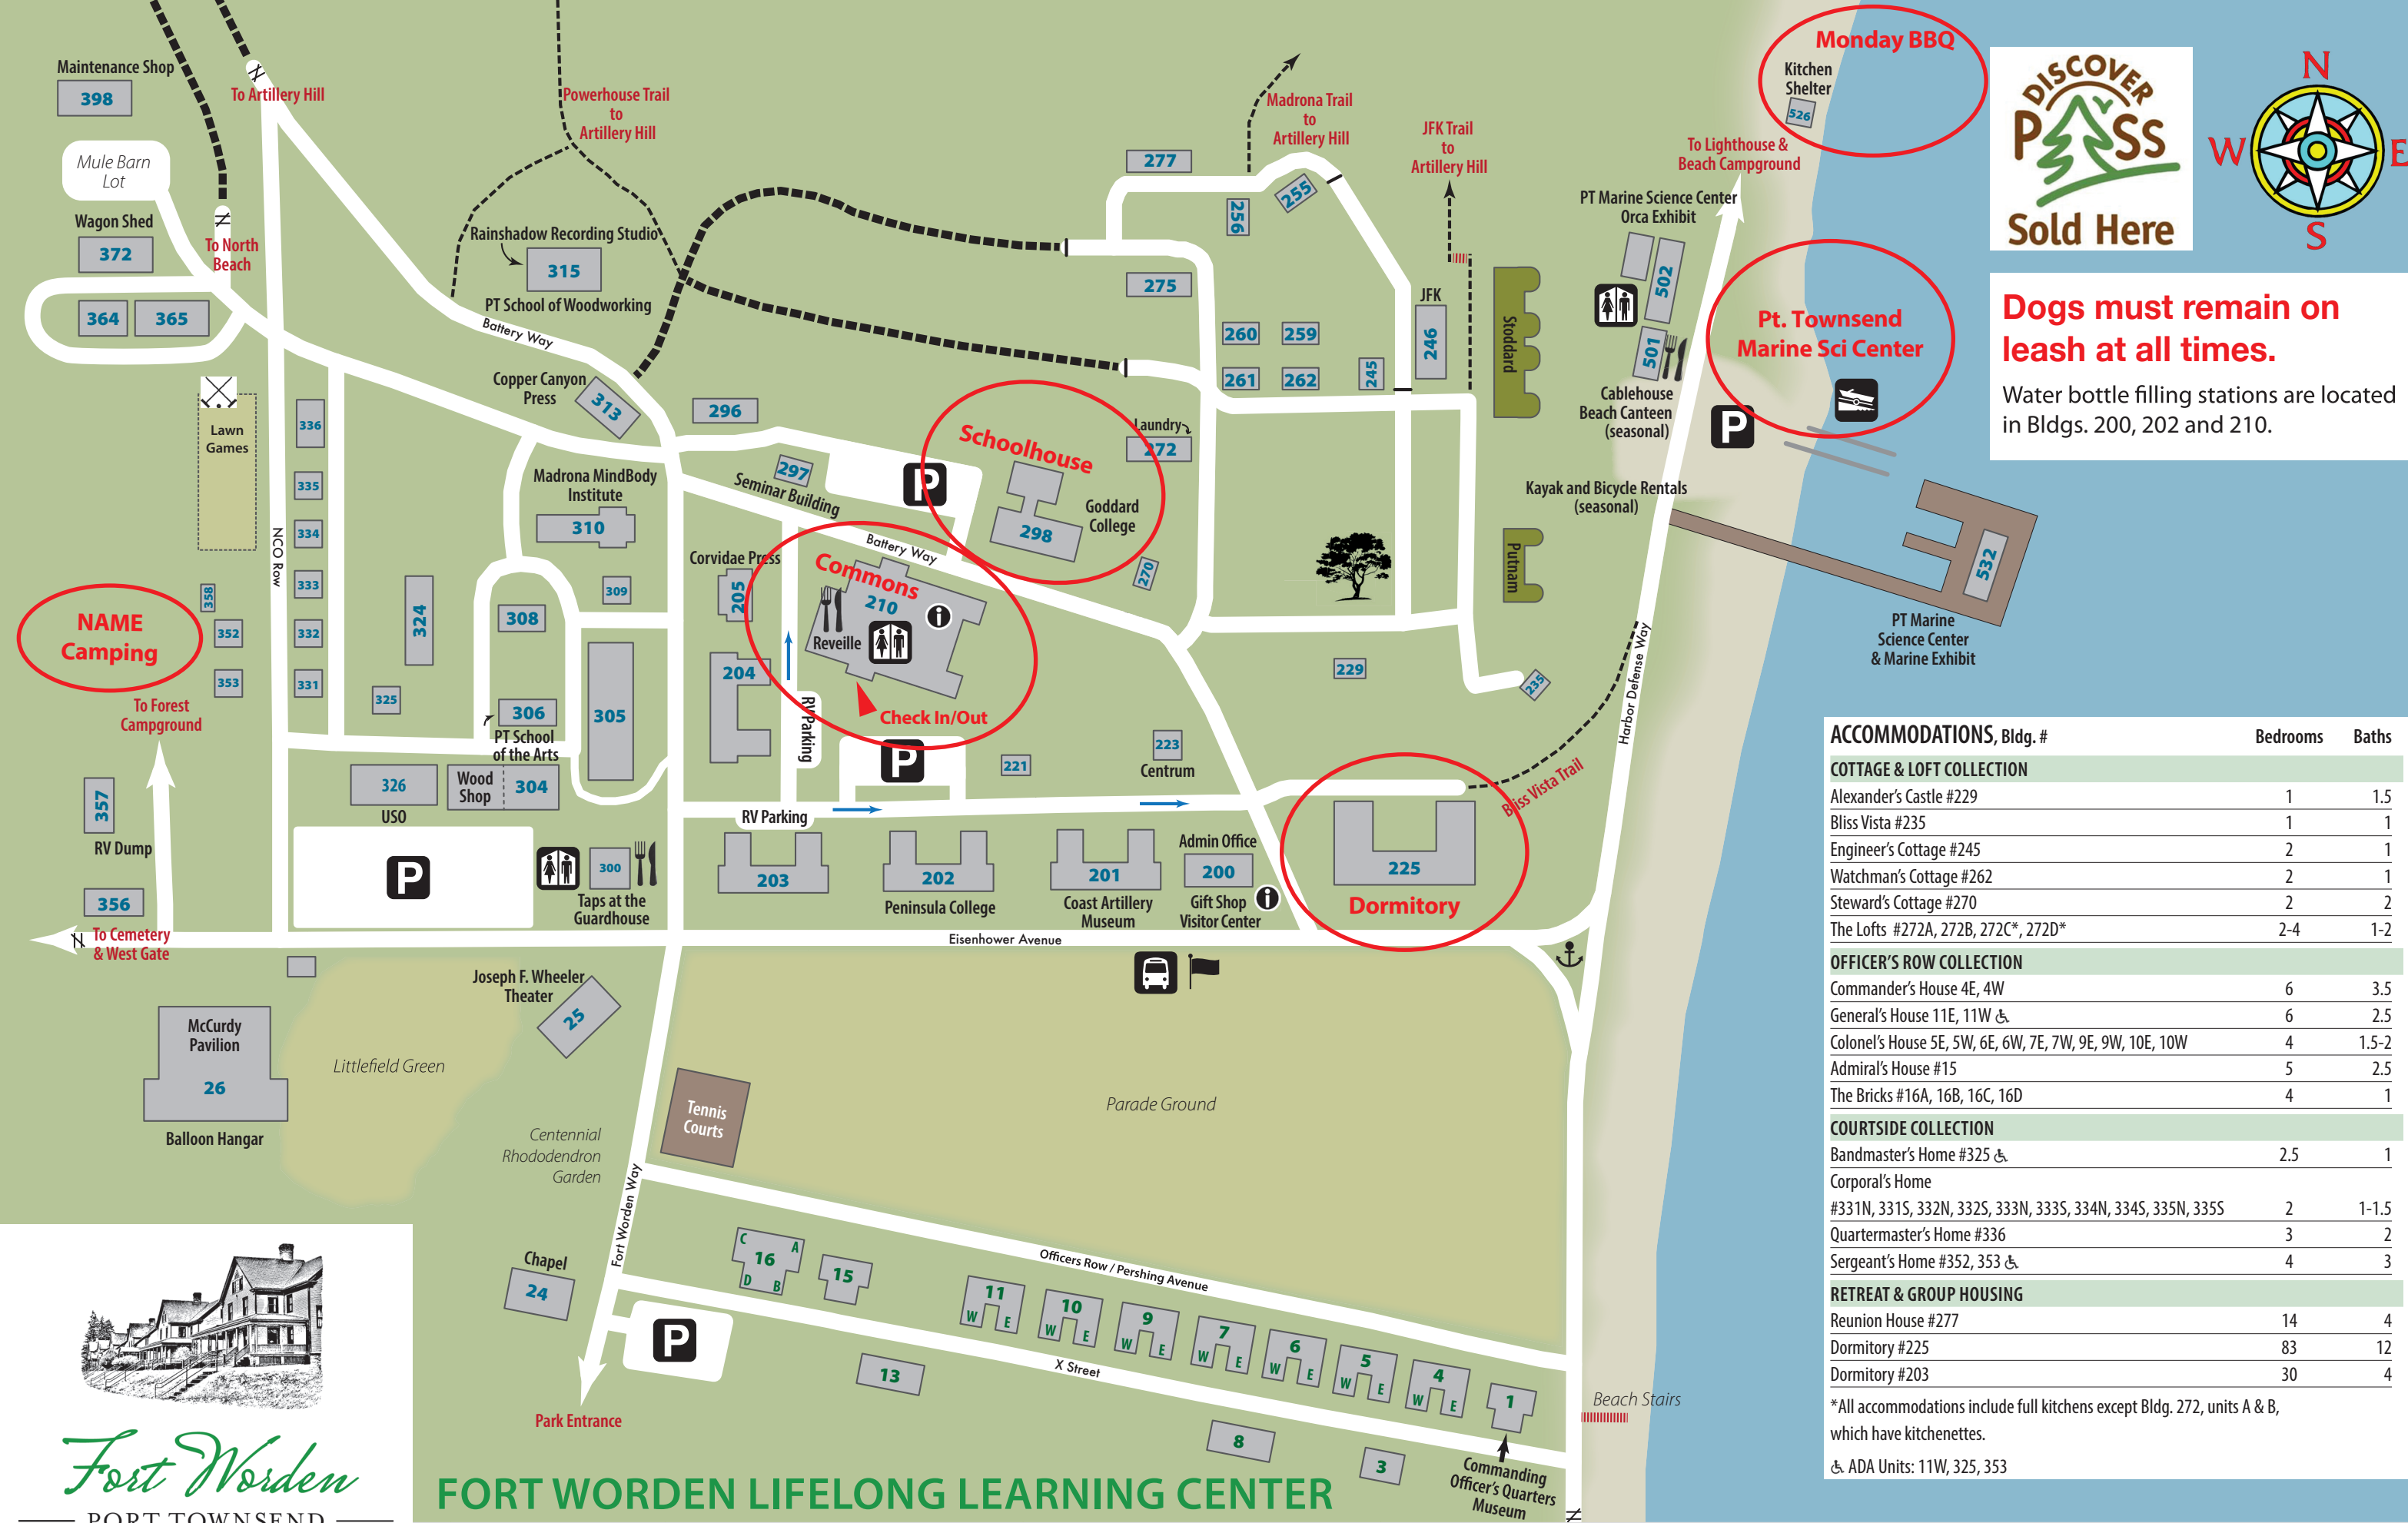 Maintenance Shop
398
To Artillery Hill
Mule Barn
Lot
Wagon Shed
372
To North
Beach
364
365
Powerhouse Trail
to
Artillery Hill
Rainshadow Recording Studio
315
PT School of Woodworking
Battery Way
Copper Canyon
Press
313
296
277
256
255
Madrona Trail
to
Artillery Hill
JFK Trail
to
Artillery Hill
275
260
259
261
262
245
JFK
246
Stoddard
Monday BBQ
Kitchen
Shelter
526
To Lighthouse &
Beach Campground
PT Marine Science Center
Orca Exhibit
502
501
Cablehouse
Beach Canteen
(seasonal)
P
Pt. Townsend
Marine Sci Center
DISCOVER
PASS
Sold Here
N
W
E
S
Dogs must remain on
leash at all times.
Water bottle filling stations are located
in Bldgs. 200, 202 and 210.
Lawn
Games
336
335
334
333
332
331
NCO Row
358
352
353
NAME
Camping
To Forest
Campground
Madrona MindBody
Institute
310
309
308
324
325
306
PT School
of the Arts
305
326
USO
Wood
Shop
304
297
Seminar Building
P
Schoolhouse
298
Goddard
College
Laundry
272
270
Battery Way
Corvidae Press
205
204
Commons
210
i
Reveille
Check In/Out
RV Parking
P
221
223
Centrum
229
235
Putnam
Kayak and Bicycle Rentals
(seasonal)
532
PT Marine
Science Center
& Marine Exhibit
Harbor Defense Way
Bliss Vista Trail
357
RV Dump
356
To Cemetery
& West Gate
P
300
Taps at the
Guardhouse
RV Parking
203
202
Peninsula College
201
Coast Artillery
Museum
Admin Office
200
Gift Shop
Visitor Center
i
225
Dormitory
Eisenhower Avenue
McCurdy
Pavilion
26
Balloon Hangar
Littlefield Green
Joseph F. Wheeler
Theater
25
Tennis
Courts
Parade Ground
Centennial
Rhododendron
Garden
Fort Worden Way
Chapel
24
P
Park Entrance
C
A
16
D
B
15
Officers Row / Pershing Avenue
11
W E
10
W E
9
W E
7
W E
6
W E
5
W E
4
W E
1
X Street
13
8
3
Commanding
Officer's Quarters
Museum
Beach Stairs
ACCOMMODATIONS, Bldg. # Bedrooms Baths
COTTAGE & LOFT COLLECTION
Alexander's Castle #229 1 1.5
Bliss Vista #235 1 1
Engineer's Cottage #245 2 1
Watchman's Cottage #262 2 1
Steward's Cottage #270 2 2
The Lofts #272A, 272B, 272C*, 272D* 2-4 1-2
OFFICER'S ROW COLLECTION
Commander's House 4E, 4W 6 3.5
General's House 11E, 11W ♿ 6 2.5
Colonel's House 5E, 5W, 6E, 6W, 7E, 7W, 9E, 9W, 10E, 10W 4 1.5-2
Admiral's House #15 5 2.5
The Bricks #16A, 16B, 16C, 16D 4 1
COURTSIDE COLLECTION
Bandmaster's Home #325 ♿ 2.5 1
Corporal's Home
#331N, 331S, 332N, 332S, 333N, 333S, 334N, 334S, 335N, 335S 2 1-1.5
Quartermaster's Home #336 3 2
Sergeant's Home #352, 353 ♿ 4 3
RETREAT & GROUP HOUSING
Reunion House #277 14 4
Dormitory #225 83 12
Dormitory #203 30 4
*All accommodations include full kitchens except Bldg. 272, units A & B,
which have kitchenettes.
♿ ADA Units: 11W, 325, 353
Fort Worden
PORT TOWNSEND
FORT WORDEN LIFELONG LEARNING CENTER